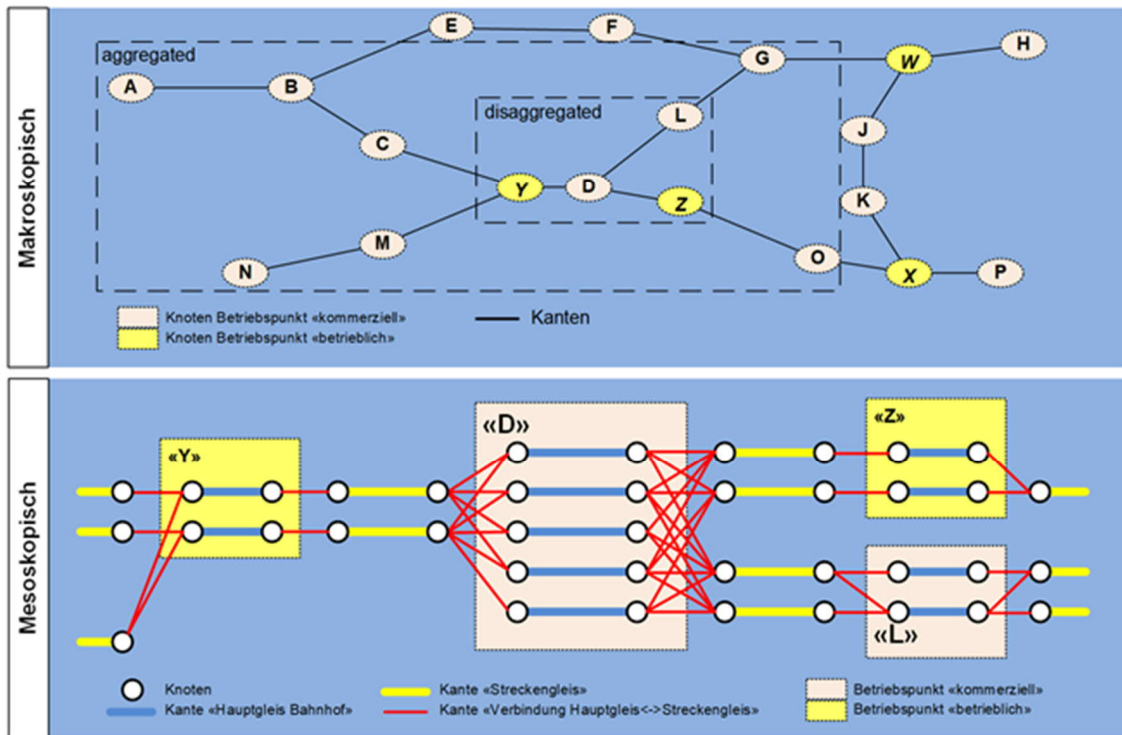 Makroskopisch
aggregated
disaggregated
E
F
G
W
H
A
B
L
C
J
Y
D
Z
K
M
N
O
X
P
Knoten Betriebspunkt «kommerziell»
Kanten
Knoten Betriebspunkt «betrieblich»
Mesoskopisch
«Y»
«D»
«Z»
«L»
Knoten
Kante «Streckengleis»
Betriebspunkt «kommerziell»
Kante «Hauptgleis Bahnhof»
Kante «Verbindung Hauptgleis<->Streckengleis»
Betriebspunkt «betrieblich»